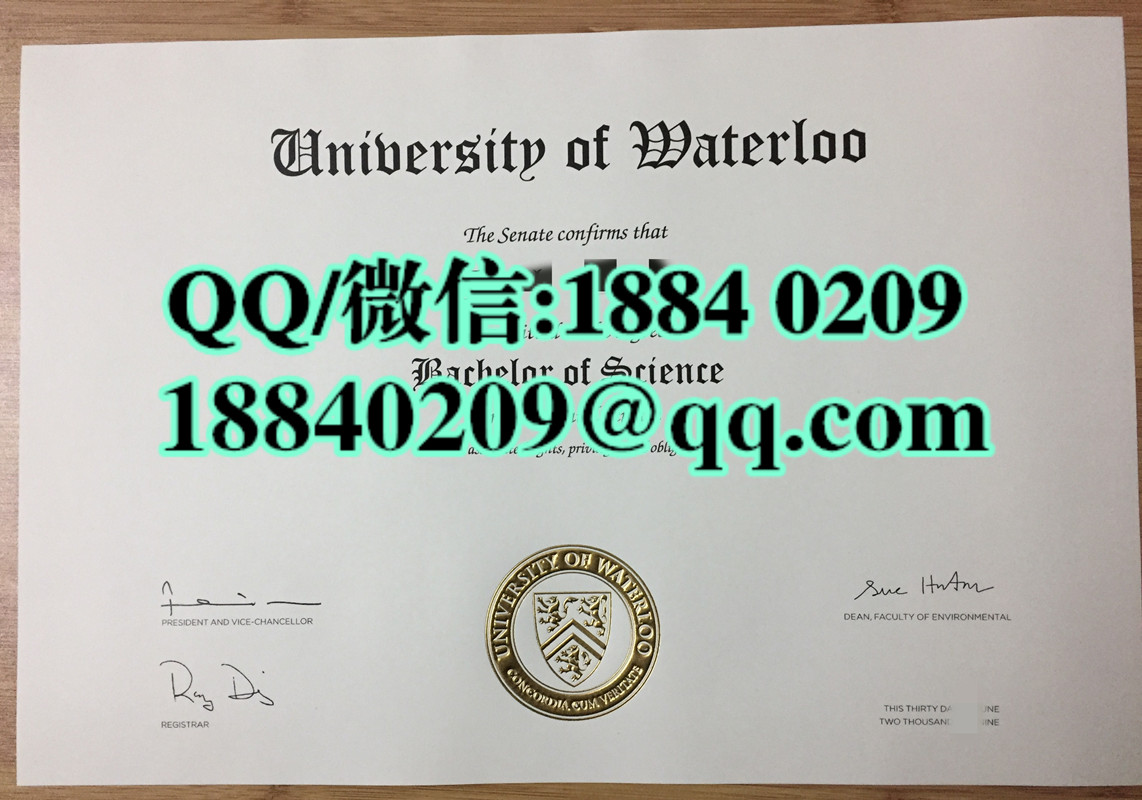 University of Waterloo
The Senate confirms that
QQ/微信:1884 0209
Bachelor of Science
18840209@qq.com
PRESIDENT AND VICE-CHANCELLOR
REGISTRAR
UNIVERSITY OF WATERLOO
CONCORDIA CUM VERITATE
DEAN, FACULTY OF ENVIRONMENTAL
THIS THIRTY
TWO